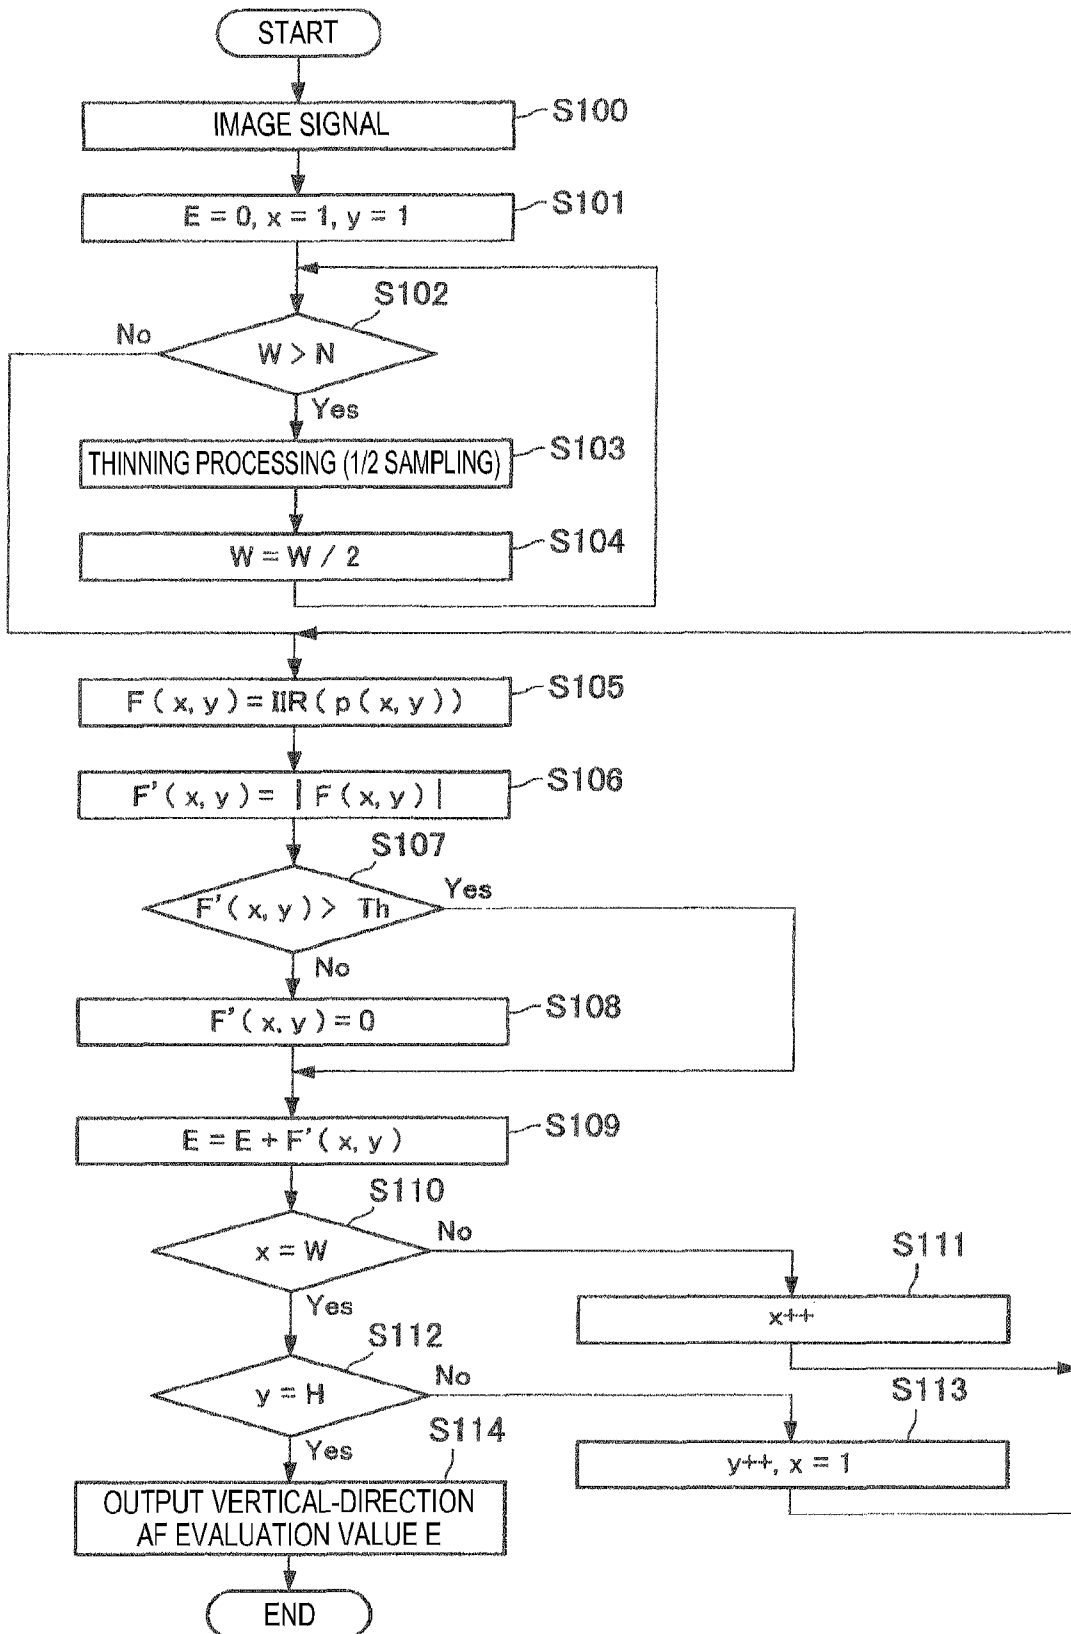 START
IMAGE SIGNAL
S100
E = 0, x = 1, y = 1
S101
S102
No
W > N
Yes
THINNING PROCESSING (1/2 SAMPLING)
S103
W = W / 2
S104
F ( x, y ) = IIR ( p ( x, y ) )
S105
F' ( x, y ) = | F ( x, y ) |
S106
S107
F' ( x, y ) > Th
Yes
No
F' ( x, y ) = 0
S108
E = E + F' ( x, y )
S109
S110
x = W
No
Yes
S111
x++
S112
y = H
No
Yes
S113
y++, x = 1
S114
OUTPUT VERTICAL-DIRECTION
AF EVALUATION VALUE E
END